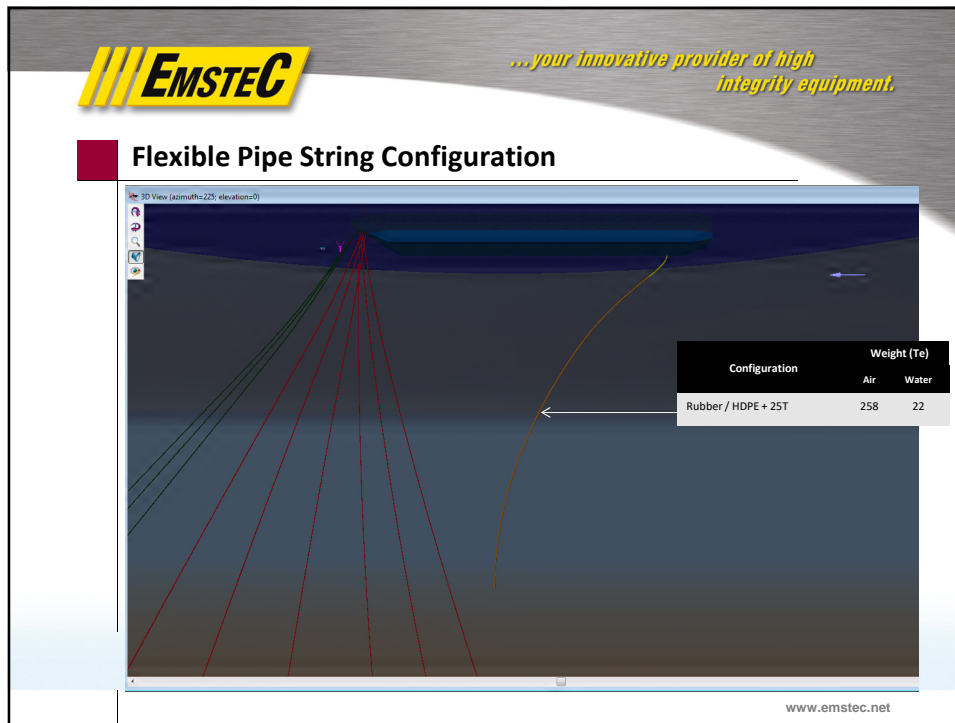 EMSTEC
...your innovative provider of high
integrity equipment.
Flexible Pipe String Configuration
3D View (azimuth=225; elevation=0)
Configuration
Weight (Te)
Air
Water
Rubber / HDPE + 25T
258
22
www.emstec.net